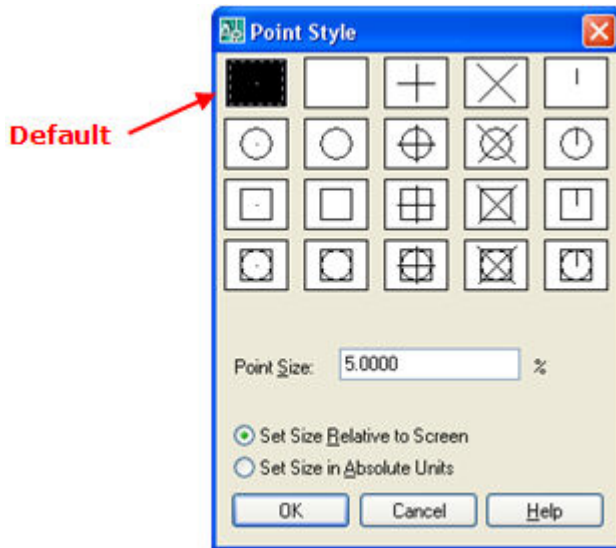 Point Style
Default
Point Size: 5.0000 %
Set Size Relative to Screen
Set Size in Absolute Units
OK Cancel Help